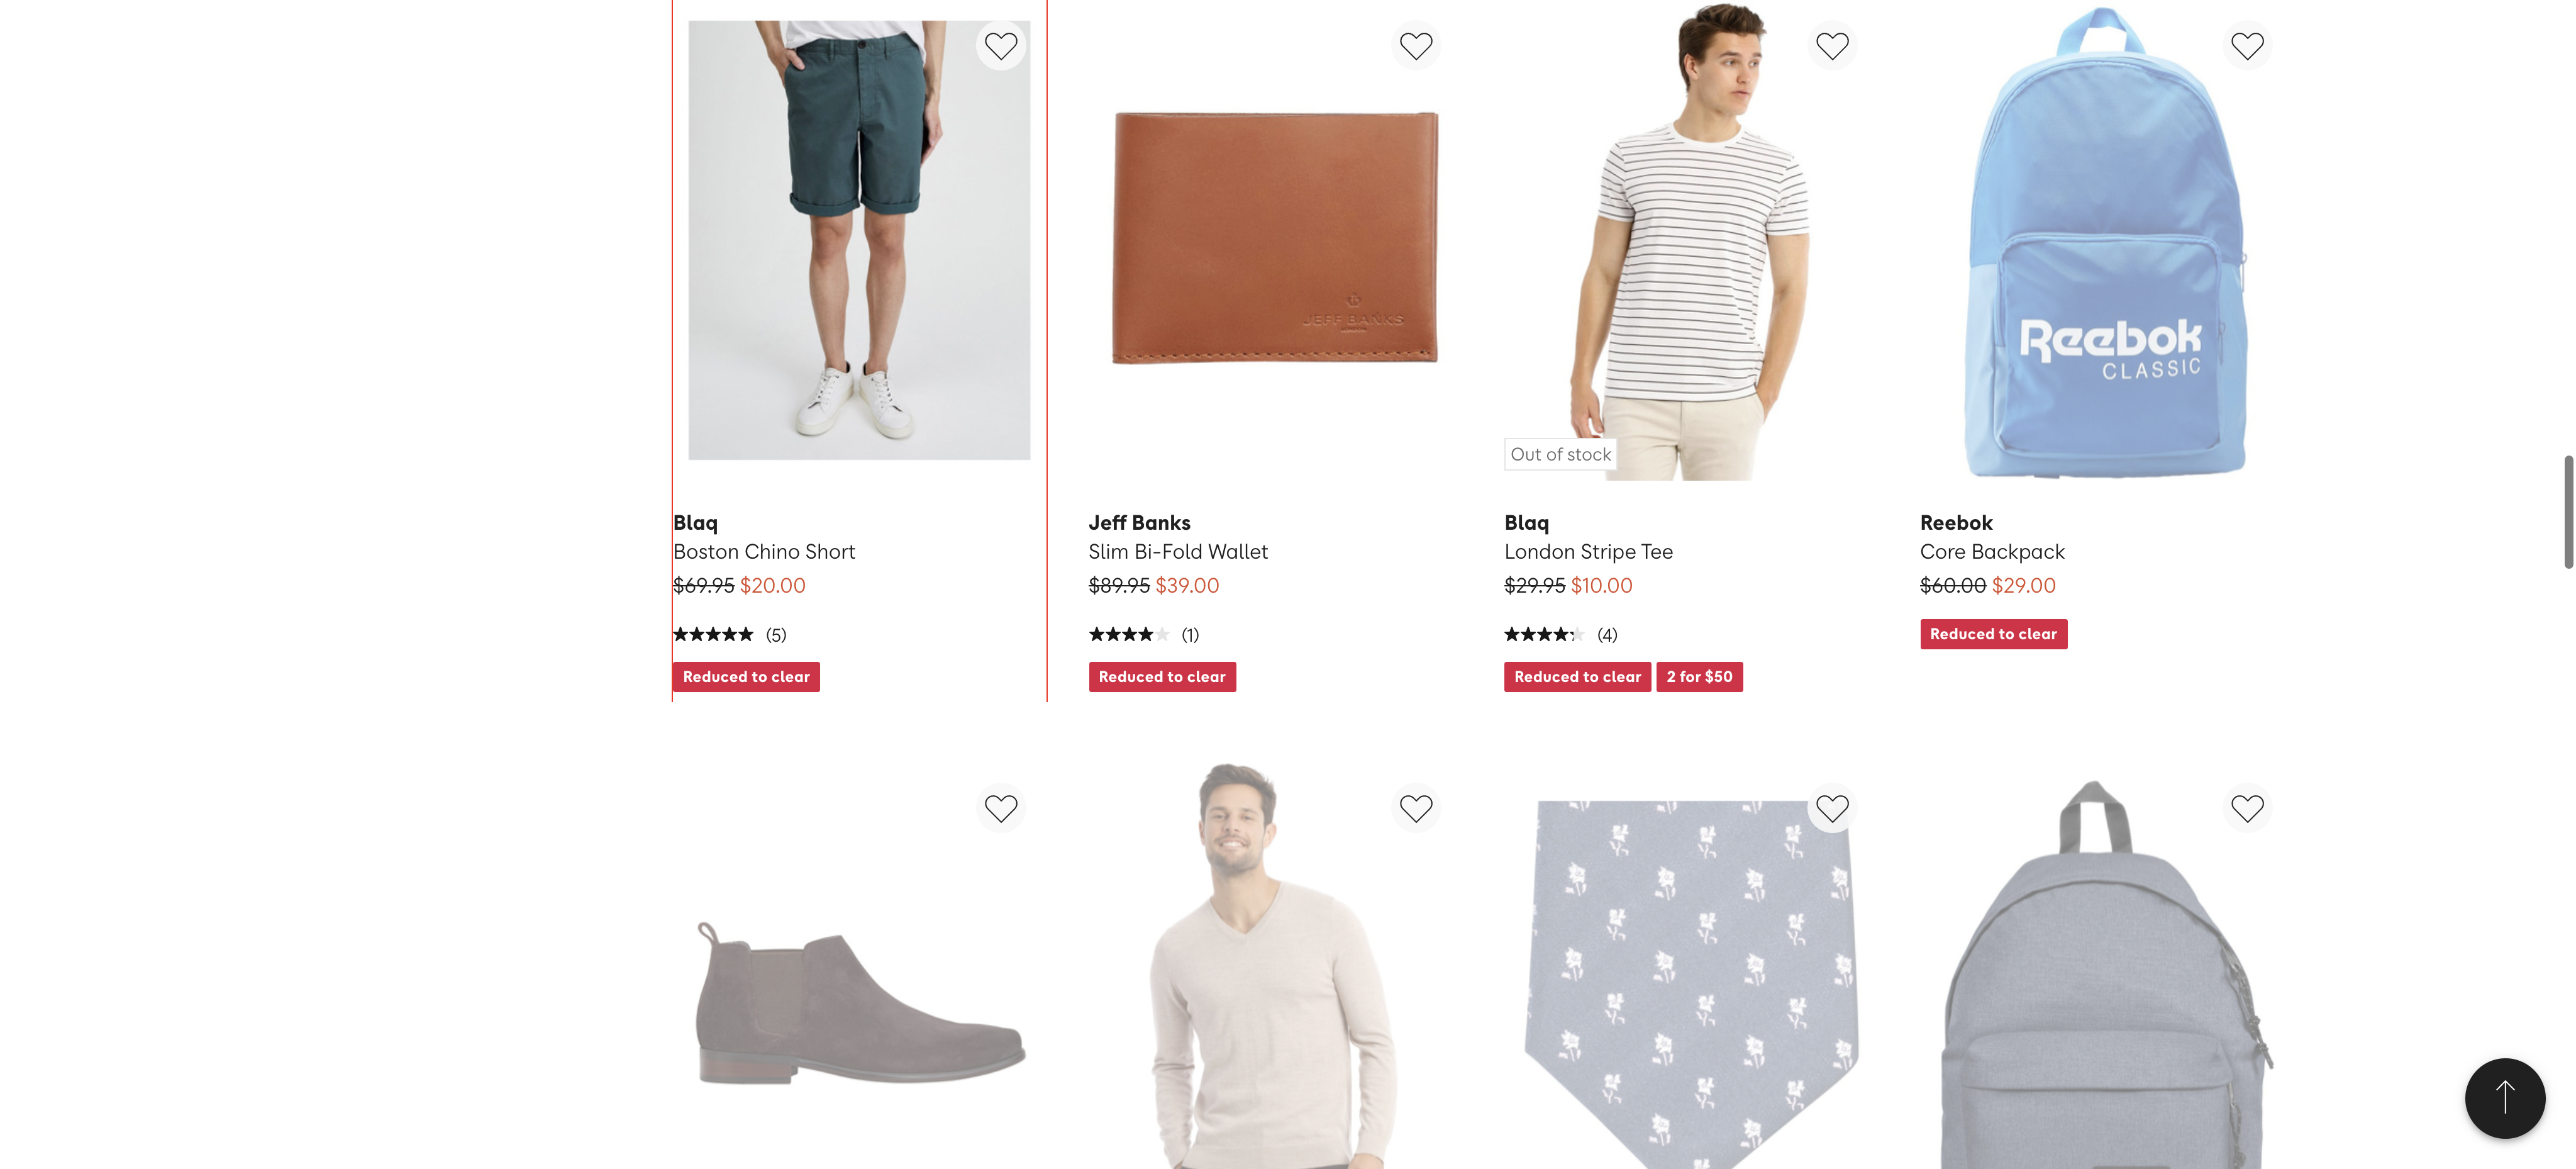 JEFF BANKS
Reebok
CLASSIC
Out of stock
Blaq
Boston Chino Short
$69.95 $20.00
(5)
Reduced to clear
Jeff Banks
Slim Bi-Fold Wallet
$89.95 $39.00
(1)
Reduced to clear
Blaq
London Stripe Tee
$29.95 $10.00
(4)
Reduced to clear 2 for $50
Reebok
Core Backpack
$60.00 $29.00
Reduced to clear